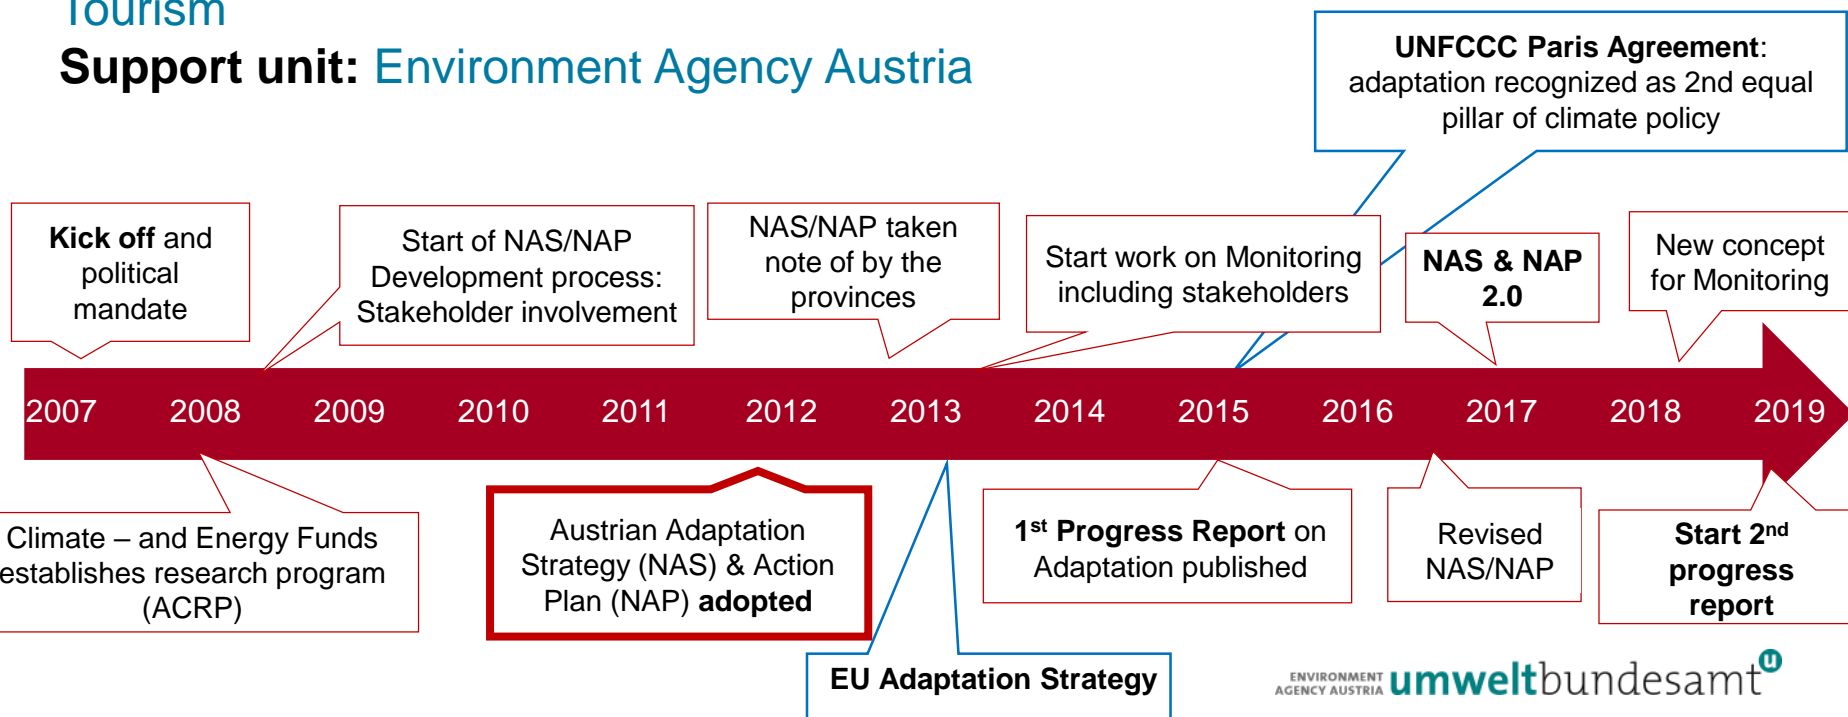 Tourism
Support unit: Environment Agency Austria
UNFCCC Paris Agreement:
adaptation recognized as 2nd equal
pillar of climate policy
Kick off and
political
mandate
Start of NAS/NAP
Development process:
Stakeholder involvement
NAS/NAP taken
note of by the
provinces
Start work on Monitoring
including stakeholders
NAS & NAP
2.0
New concept
for Monitoring
2007 2008 2009 2010 2011 2012 2013 2014 2015 2016 2017 2018 2019
Climate – and Energy Funds
establishes research program
(ACRP)
Austrian Adaptation
Strategy (NAS) & Action
Plan (NAP) adopted
1st Progress Report on
Adaptation published
Revised
NAS/NAP
Start 2nd
progress
report
EU Adaptation Strategy
ENVIRONMENT
AGENCY AUSTRIA umweltbundesamt u